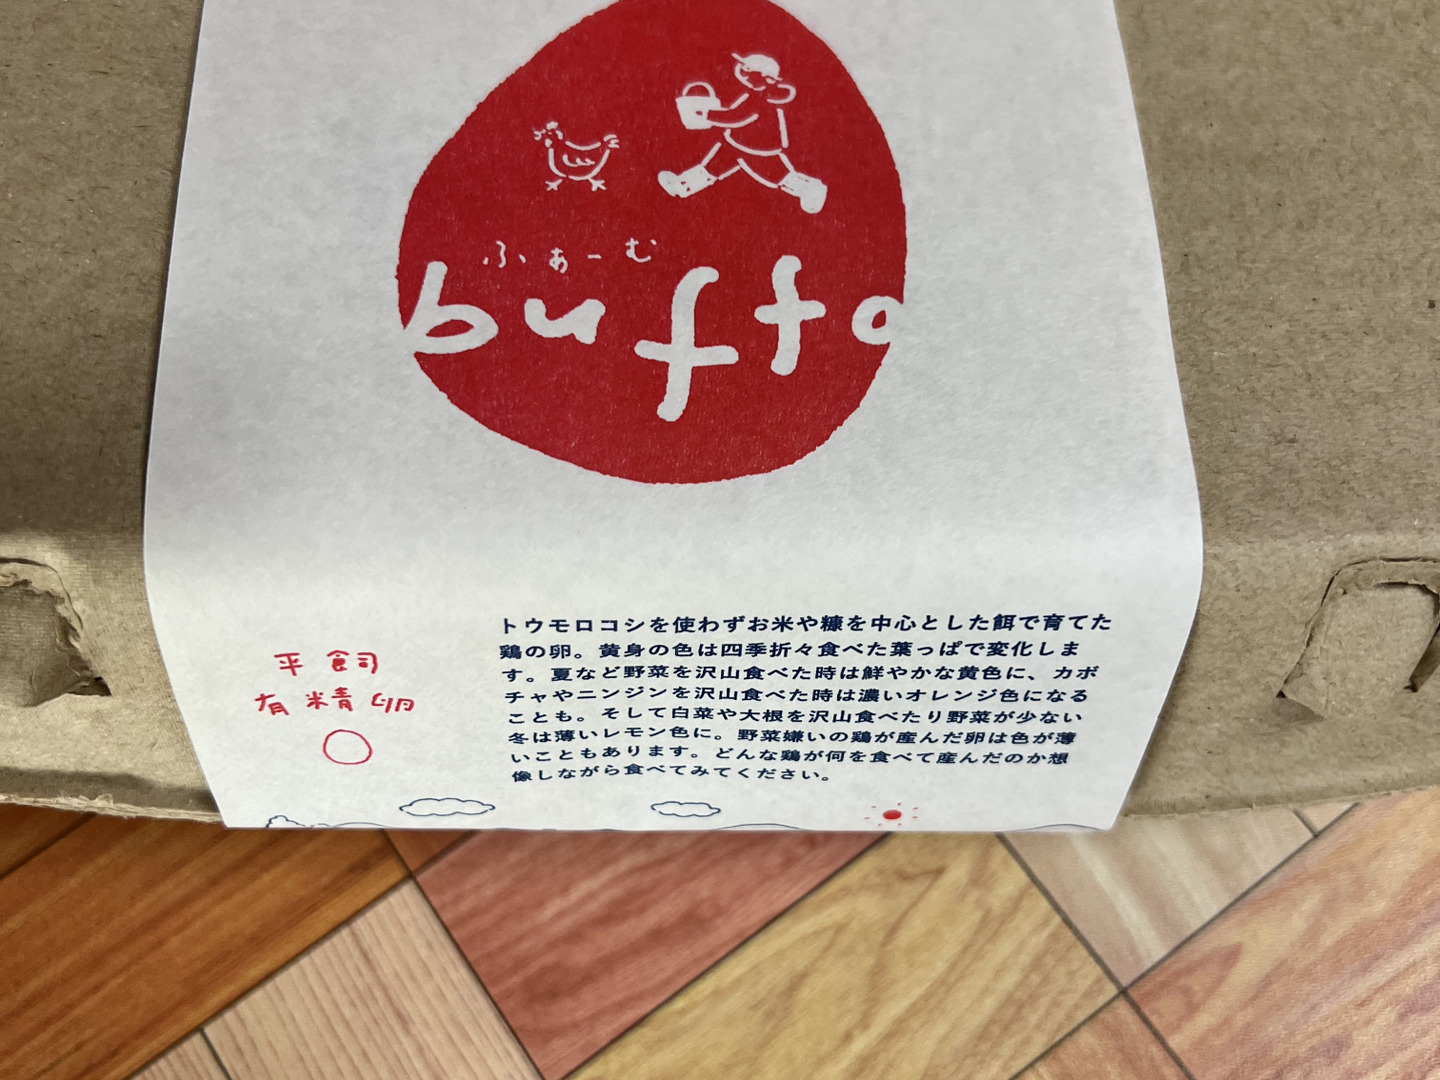 ふぁーむ
buffo
平飼
有精卵
トウモロコシを使わずお米や糠を中心とした餌で育てた
鶏の卵。黄身の色は四季折々食べた葉っぱで変化しま
す。夏など野菜を沢山食べた時は鮮やかな黄色に、カボ
チャやニンジンを沢山食べた時は濃いオレンジ色になる
ことも。そして白菜や大根を沢山食べたり野菜が少ない
冬は薄いレモン色に。野菜嫌いの鶏が産んだ卵は色が薄
いこともあります。どんな鶏が何を食べて産んだのか想
像しながら食べてみてください。